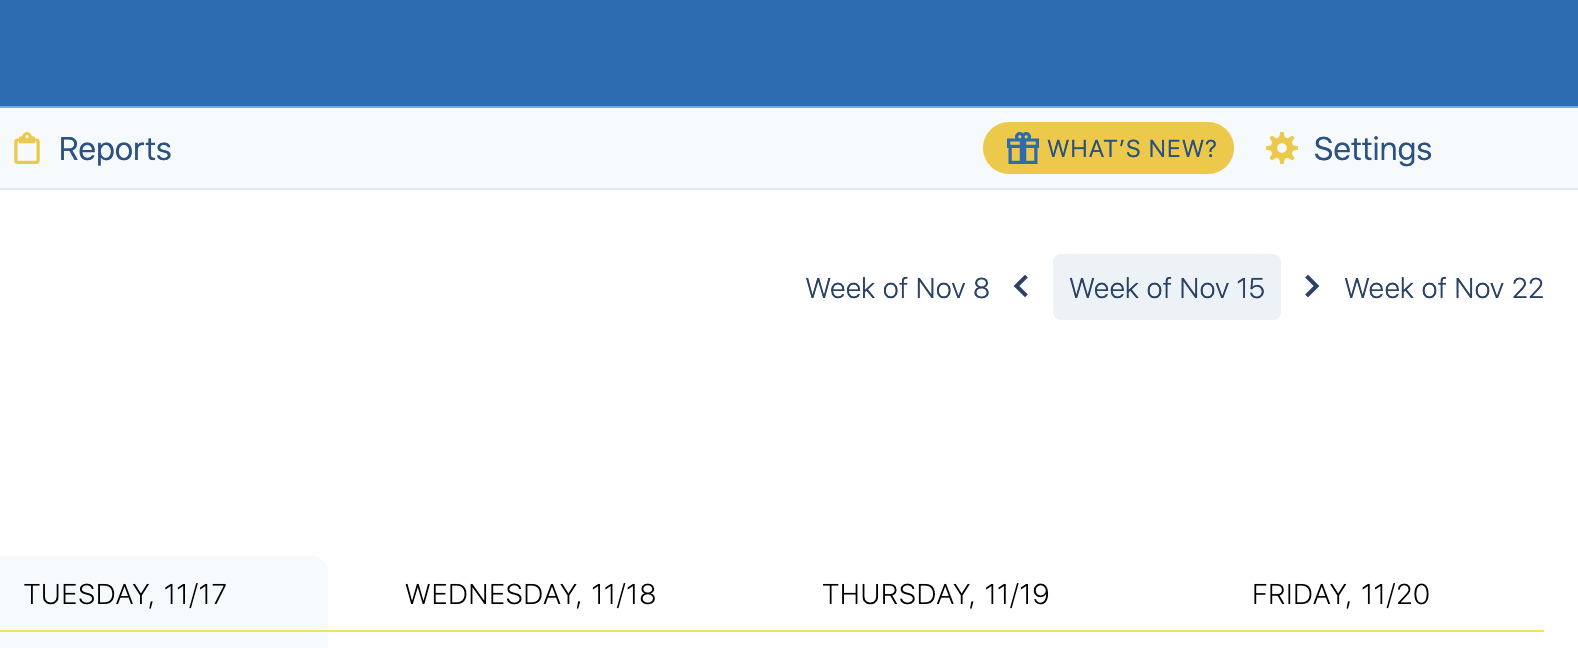 Reports WHAT’S NEW? Settings
Week of Nov 8 Week of Nov 15 Week of Nov 22
TUESDAY, 11/17 WEDNESDAY, 11/18 THURSDAY, 11/19 FRIDAY, 11/20